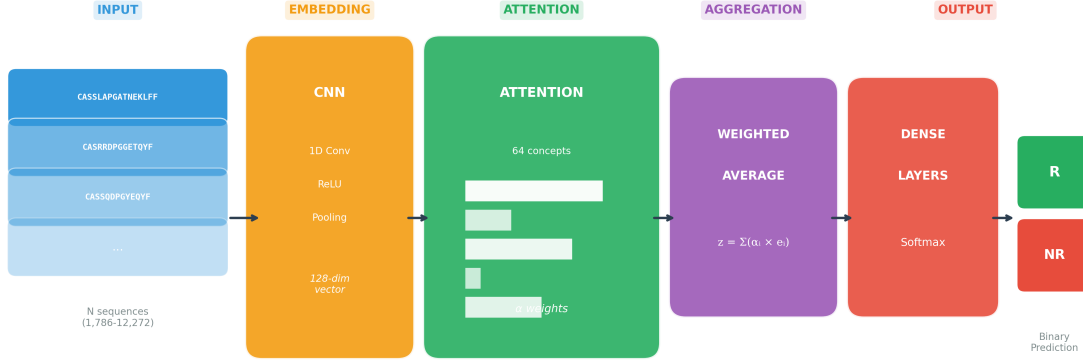 INPUT
EMBEDDING
ATTENTION
AGGREGATION
OUTPUT
CASSLAPGATNEKLFF
CASRRDPGGETQYF
CASSQDPGYEQYF
...
N sequences
(1,786-12,272)
CNN
1D Conv
ReLU
Pooling
128-dim
vector
ATTENTION
64 concepts
α weights
WEIGHTED
AVERAGE
z = Σ(αᵢ × eᵢ)
DENSE
LAYERS
Softmax
R
NR
Binary
Prediction